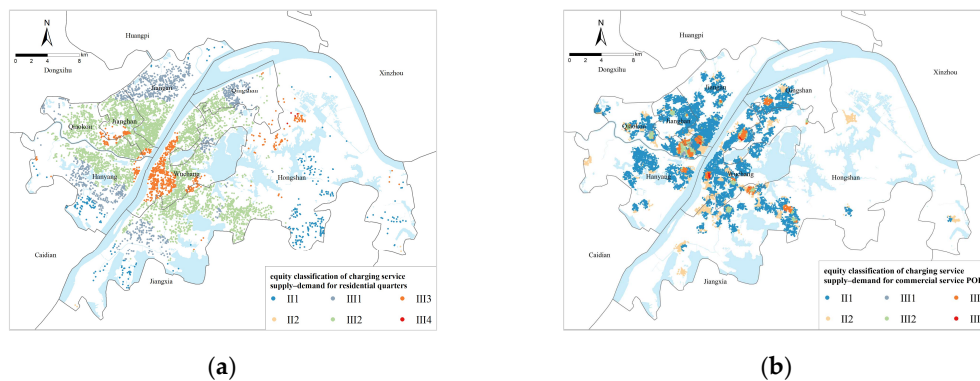 N
0 2 4 8
km
Huangpi
Dongxihu
Xinzhou
Jiangan
Qingshan
Jianghan
Qiaokou
Hanyang
Wuchang
Hongshan
Caidian
Jiangxia
equity classification of charging service
supply–demand for residential quarters
II1 III1 III3
II2 III2 III4
(a)
N
0 2 4 8
km
Huangpi
Dongxihu
Xinzhou
Jiangan
Qingshan
Jianghan
Qiaokou
Hanyang
Wuchang
Hongshan
Caidian
Jiangxia
equity classification of charging service
supply–demand for commercial service POI
II1 III1 III
II2 III2 III
(b)